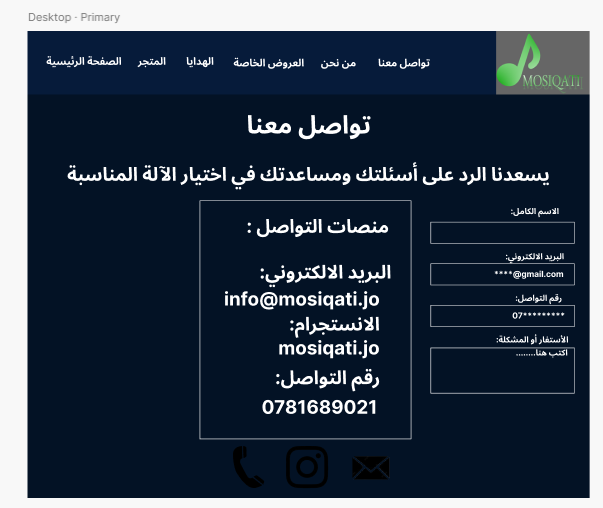 Desktop - Primary
MOSIQATI
تواصل معنا
من نحن
العروض الخاصة
الهدايا
المتجر
الصفحة الرئيسية
تواصل معنا
يسعدنا الرد على أسئلتك ومساعدتك في اختيار الآلة المناسبة
الاسم الكامل:
البريد الالكتروني:
****@gmail.com
رقم التواصل:
07*********
الأستفار أو المشكلة:
اكتب هنا........
منصات التواصل :
البريد الالكتروني:
info@mosiqati.jo
الانستجرام:
mosiqati.jo
رقم التواصل:
0781689021